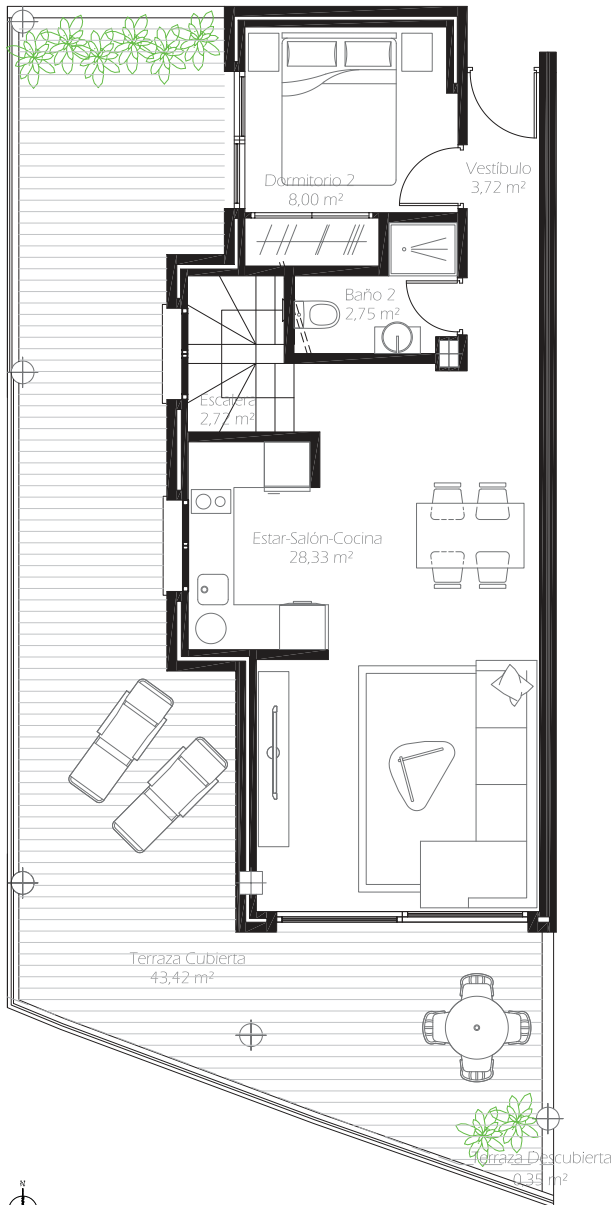 Dormitorio 2
8,00 m²
Vestíbulo
3,72 m²
Baño 2
2,75 m²
Escalera
2,72 m²
Estar-Salón-Cocina
28,33 m²
Terraza Cubierta
43,42 m²
Terraza Descubierta
0,35 m²
N